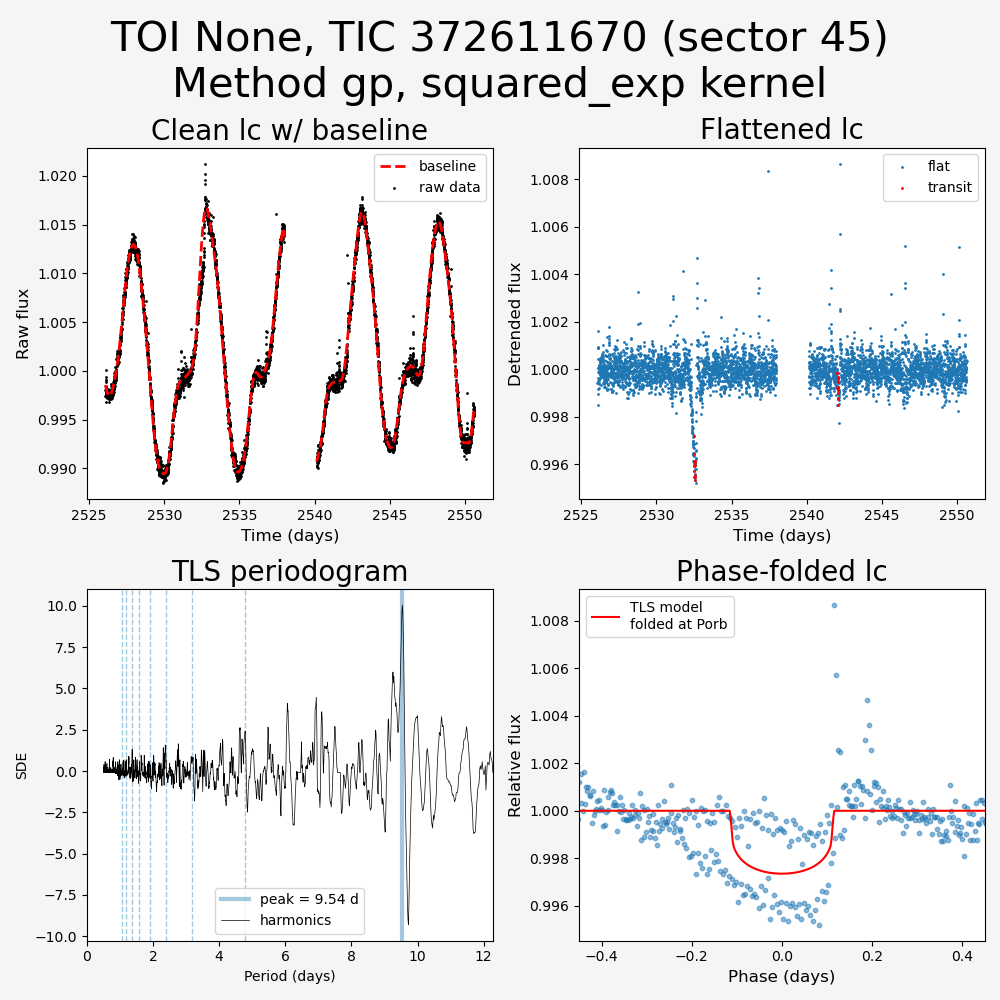 TOI None, TIC 372611670 (sector 45)
Method gp, squared_exp kernel
Clean lc w/ baseline
baseline
raw data
1.020
1.015
1.010
1.005
1.000
0.995
0.990
Raw flux
2525
2530
2535
2540
2545
2550
Time (days)
Flattened lc
flat
transit
1.008
1.006
1.004
1.002
1.000
0.998
0.996
Detrended flux
2525
2530
2535
2540
2545
2550
Time (days)
TLS periodogram
10.0
7.5
5.0
2.5
0.0
−2.5
−5.0
−7.5
−10.0
SDE
peak = 9.54 d
harmonics
0
2
4
6
8
10
12
Period (days)
Phase-folded lc
TLS model
folded at Porb
1.008
1.006
1.004
1.002
1.000
0.998
0.996
Relative flux
−0.4
−0.2
0.0
0.2
0.4
Phase (days)